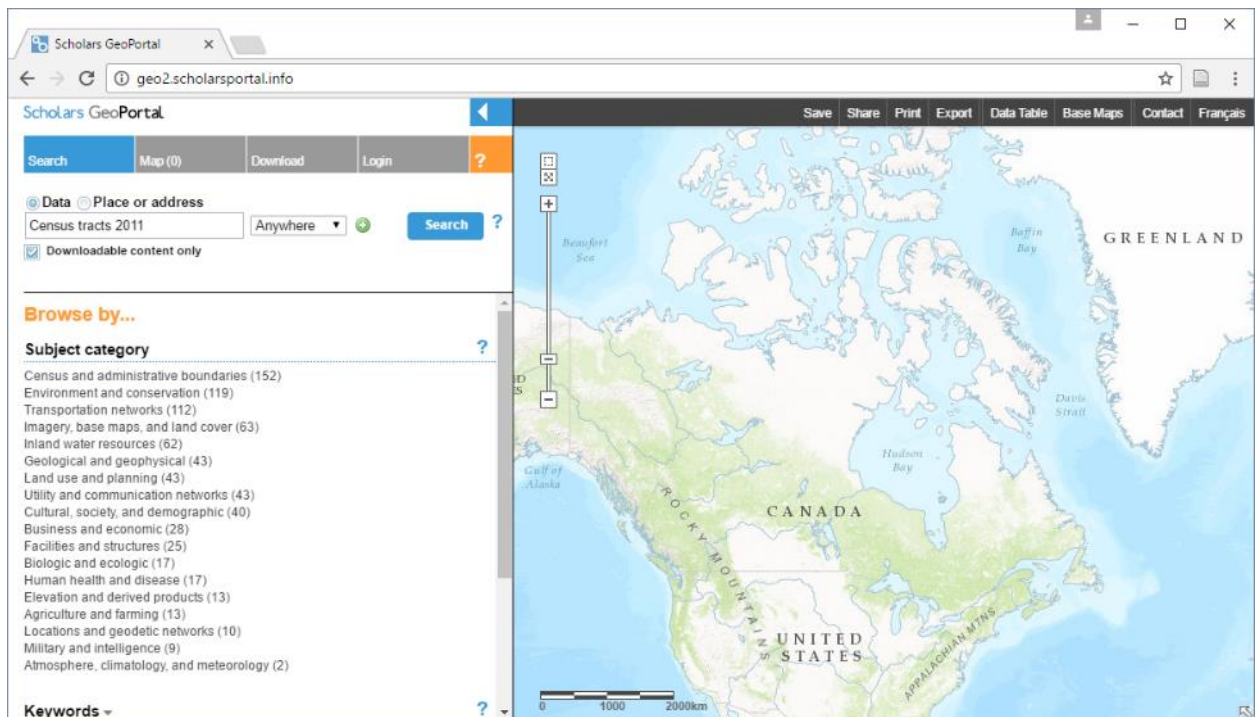 Scholars GeoPortal
geo2.scholarsportal.info
Scholars GeoPortal
Save Share Print Export Data Table Base Maps Contact Français
Search Map (0) Download Login ?
Data Place or address
Census tracts 2011 Anywhere Search ?
Downloadable content only
Browse by...
Subject category ?
Census and administrative boundaries (152)
Environment and conservation (119)
Transportation networks (112)
Imagery, base maps, and land cover (63)
Inland water resources (62)
Geological and geophysical (43)
Land use and planning (43)
Utility and communication networks (43)
Cultural, society, and demographic (40)
Business and economic (28)
Facilities and structures (25)
Biologic and ecologic (17)
Human health and disease (17)
Elevation and derived products (13)
Agriculture and farming (13)
Locations and geodetic networks (10)
Military and intelligence (9)
Atmosphere, climatology, and meteorology (2)
Keywords ?
Beaufort
Sea
Baffin
Bay
GREENLAND
Davis
Strait
Gulf of
Alaska
Hudson
Bay
ROCKY MOUNTAINS
CANADA
UNITED
STATES
APPALACHIAN MTNS
0 1000 2000km